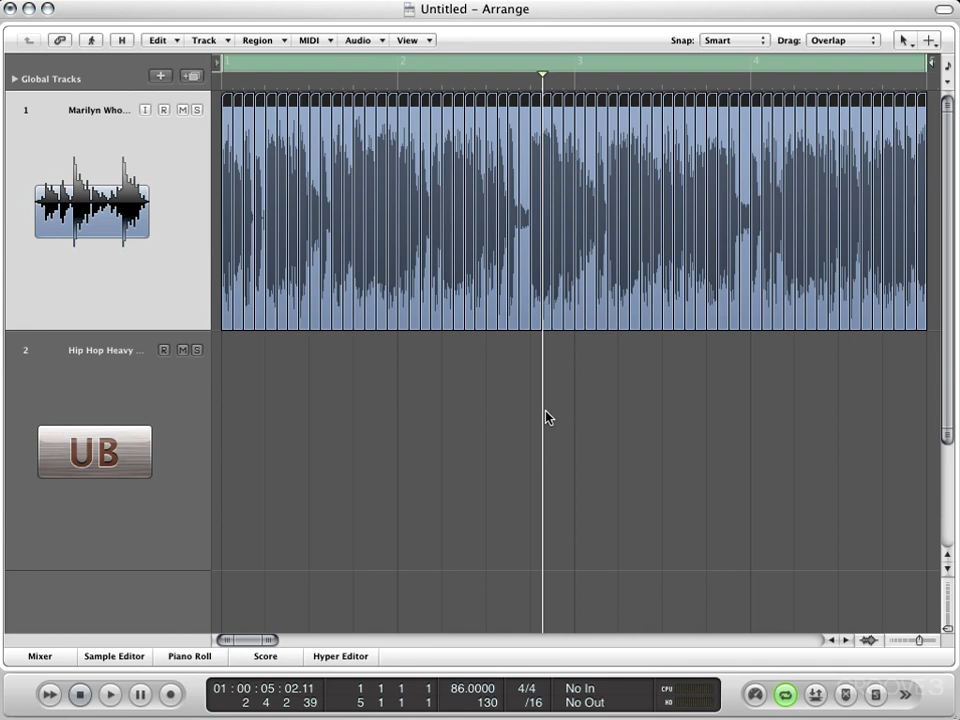 Untitled - Arrange
H Edit Track Region MIDI Audio View Snap: Smart Drag: Overlap
Global Tracks
1 2 3 4
1 Marilyn Who... I R M S
2 Hip Hop Heavy ... R M S
UB
Mixer Sample Editor Piano Roll Score Hyper Editor
01 : 00 : 05 : 02.11 1 1 1 1 86.0000 4/4 No In CPU
2 4 2 39 5 1 1 1 130 /16 No Out HD
GROOVE3